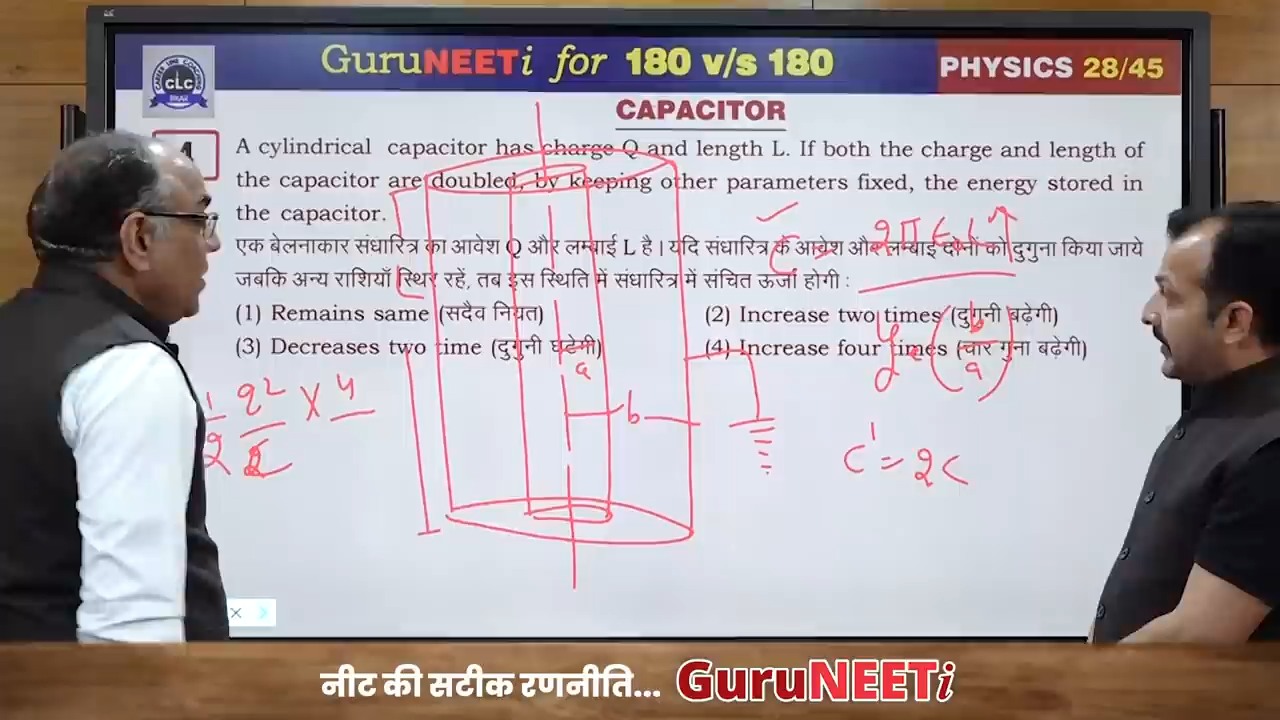 GuruNEETi for 180 v/s 180
PHYSICS 28/45
CLC
CAPACITOR
A cylindrical capacitor has charge Q and length L. If both the charge and length of
the capacitor are doubled, by keeping other parameters fixed, the energy stored in
the capacitor.
एक बेलनाकार संधारित्र का आवेश Q और लम्बाई L है। यदि संधारित्र के आवेश और लम्बाई दोनों को दुगुना किया जाये
जबकि अन्य राशियाँ स्थिर रहें, तब इस स्थिति में संधारित्र में संचित ऊर्जा होगी :
(1) Remains same (सदैव नियत)
(2) Increase two times (दुगुनी बढ़ेगी)
(3) Decreases two time (दुगुनी घटेगी)
(4) Increase four times (चार गुना बढ़ेगी)
a
b
C' = 2C
नीट की सटीक रणनीति... GuruNEETi